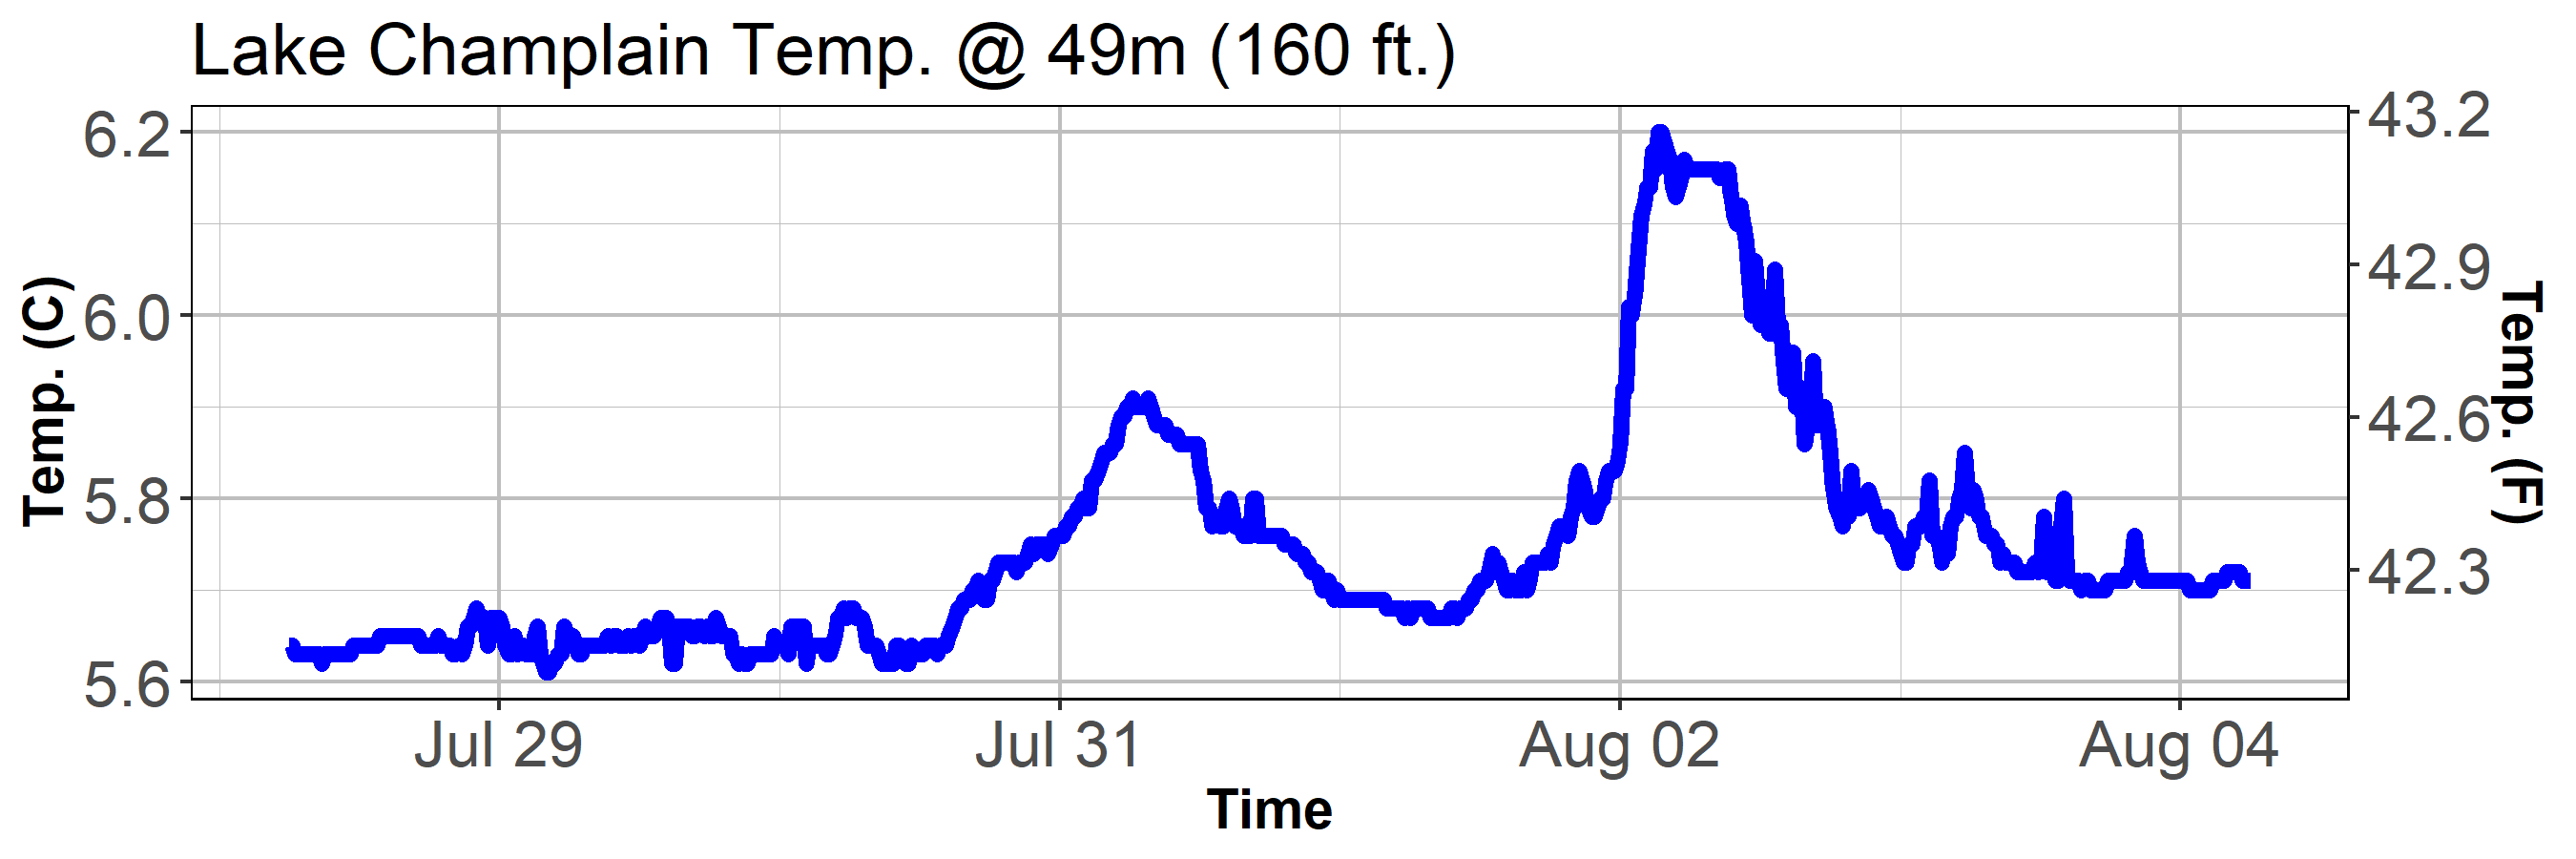 Lake Champlain Temp. @ 49m (160 ft.)
Temp. (C)
6.2
6.0
5.8
5.6
43.2
42.9
42.6
42.3
Temp. (F)
Jul 29
Jul 31
Aug 02
Aug 04
Time